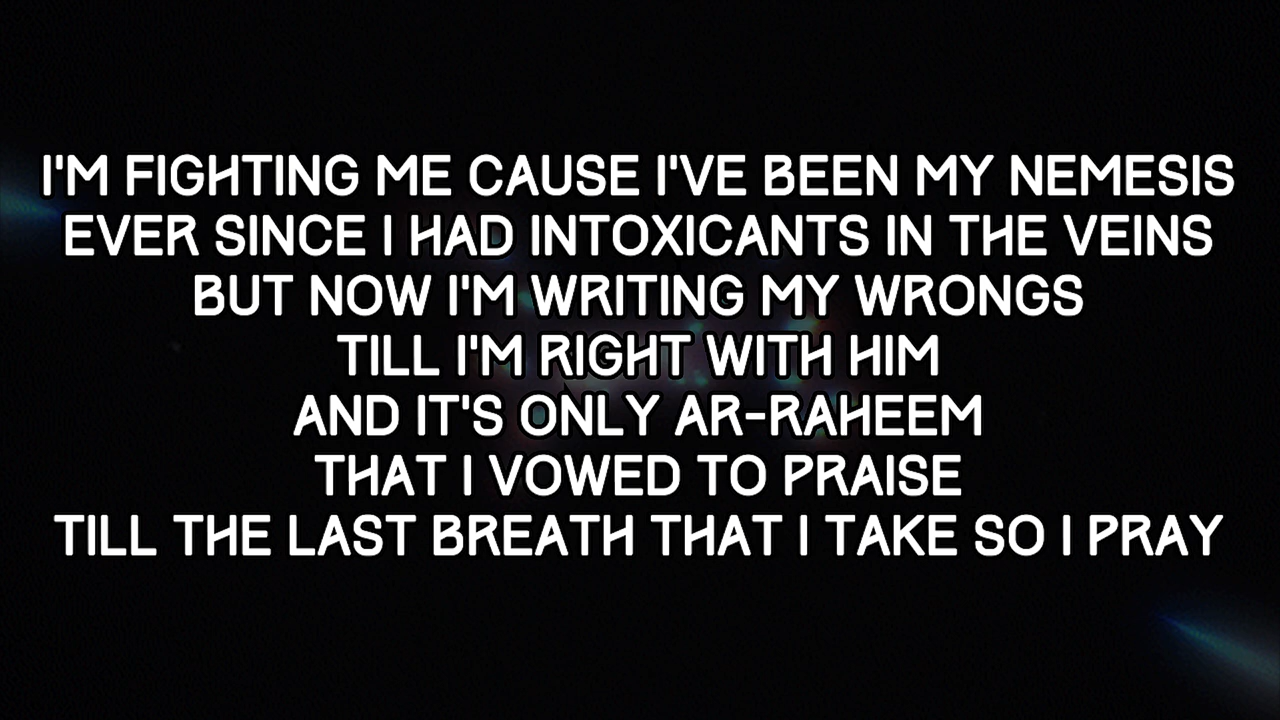 I'M FIGHTING ME CAUSE I'VE BEEN MY NEMESIS
EVER SINCE I HAD INTOXICANTS IN THE VEINS
BUT NOW I'M WRITING MY WRONGS
TILL I'M RIGHT WITH HIM
AND IT'S ONLY AR-RAHEEM
THAT I VOWED TO PRAISE
TILL THE LAST BREATH THAT I TAKE SO I PRAY